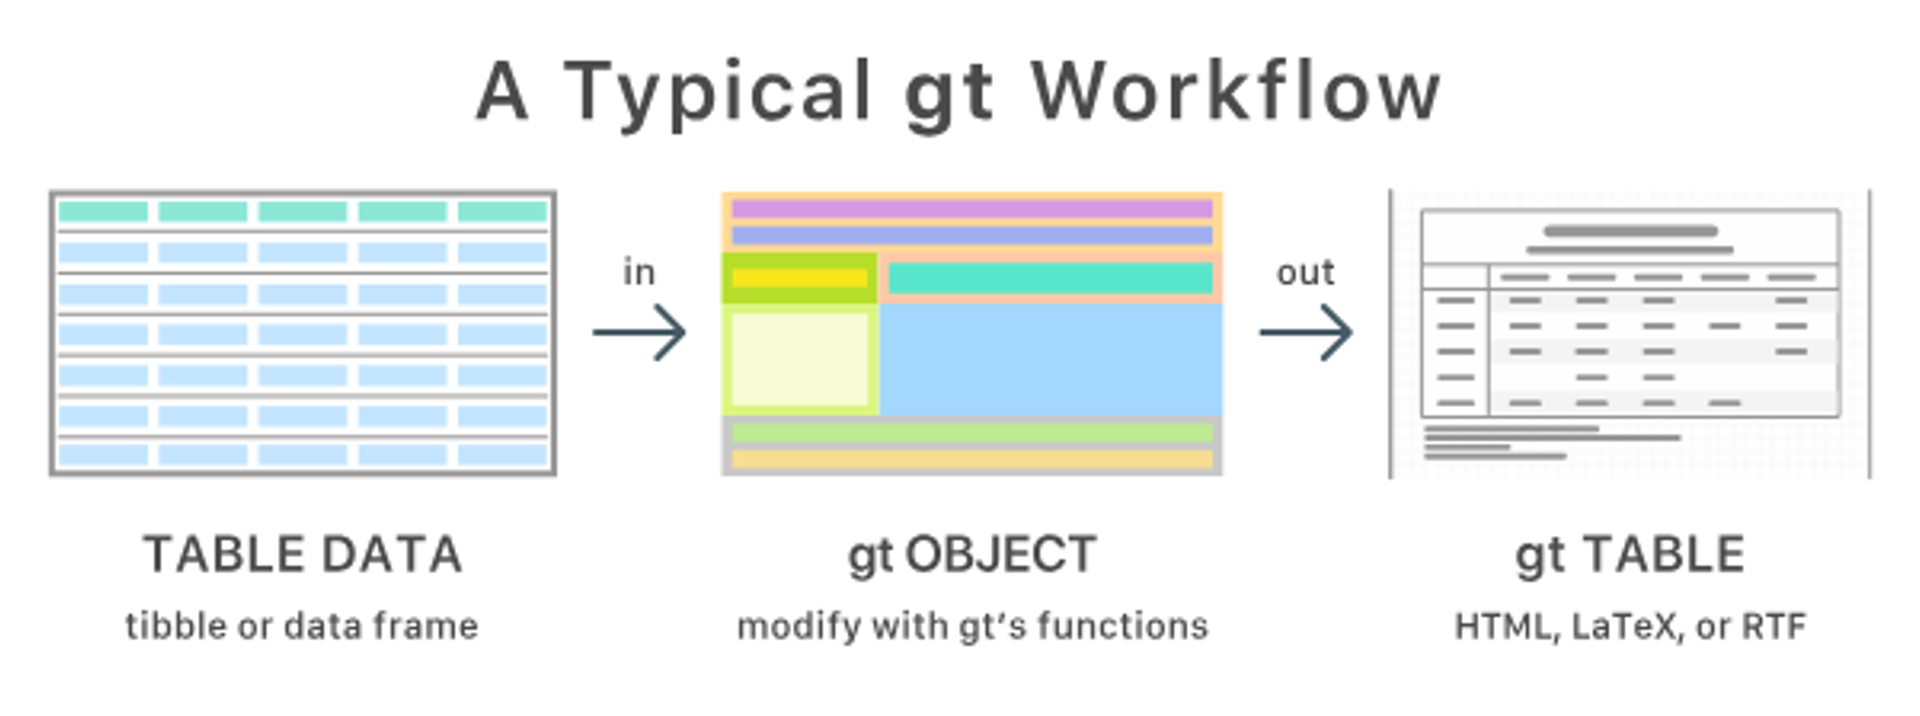 A Typical gt Workflow
in
out
TABLE DATA
gt OBJECT
gt TABLE
tibble or data frame
modify with gt’s functions
HTML, LaTeX, or RTF